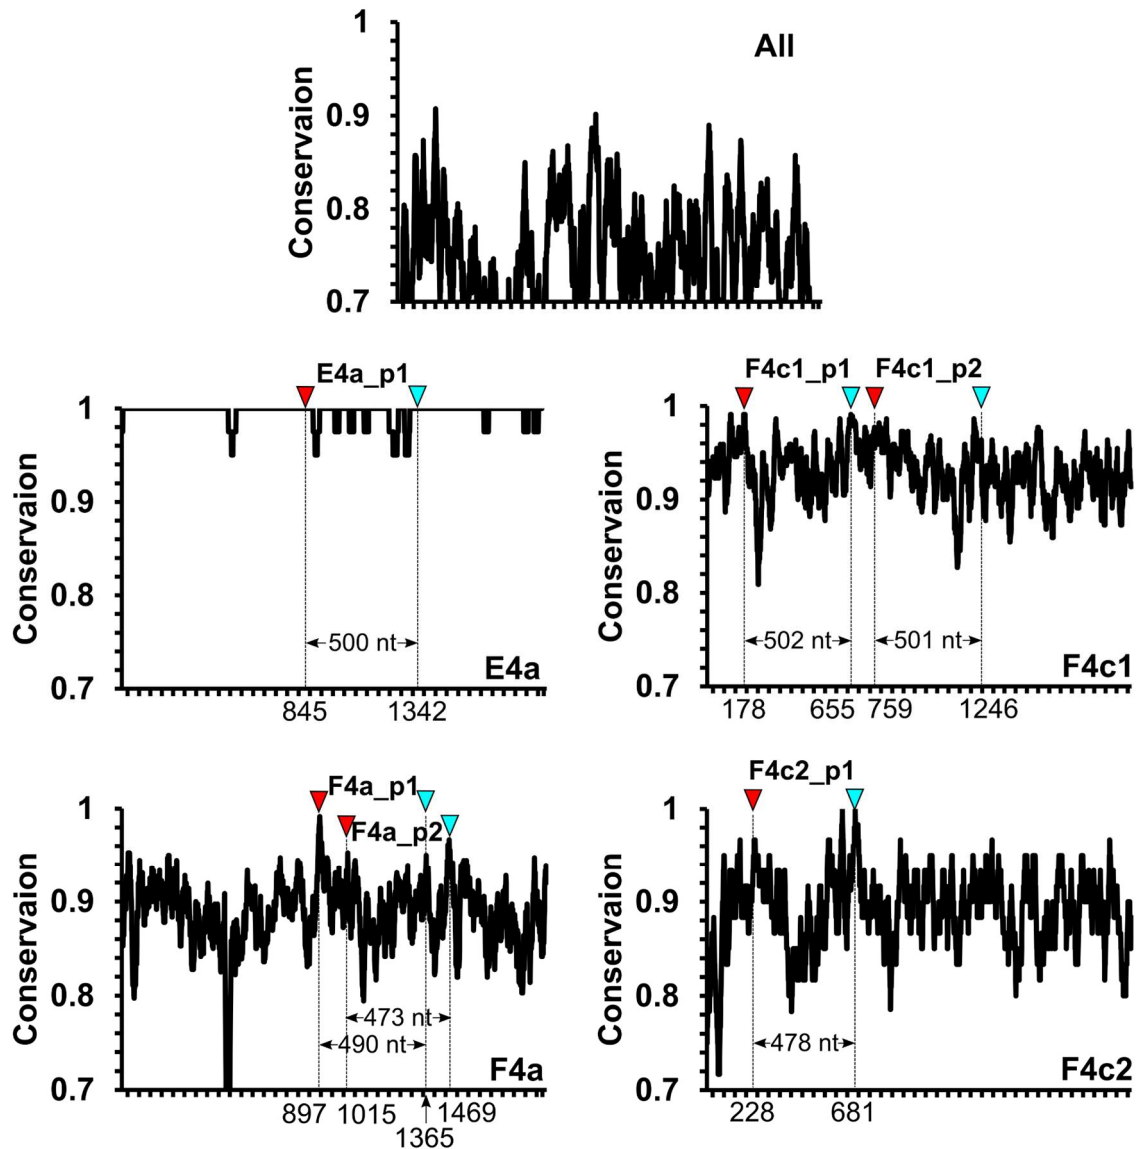 All
Conservaion
1
0.9
0.8
0.7
E4a_p1
Conservaion
1
0.9
0.8
0.7
500 nt
E4a
845 1342
F4c1_p1 F4c1_p2
Conservaion
1
0.9
0.8
0.7
502 nt 501 nt
F4c1
178 655 759 1246
F4a_p1
F4a_p2
Conservaion
1
0.9
0.8
0.7
473 nt
490 nt
F4a
897 1015 1469
1365
F4c2_p1
Conservaion
1
0.9
0.8
0.7
478 nt
F4c2
228 681